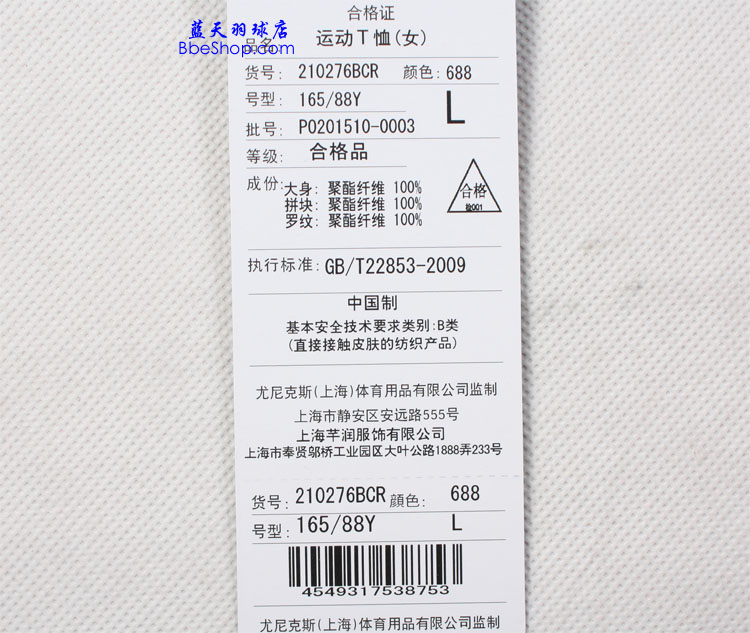 合格证
蓝天羽球店
BbeShop.com
品名: 运动T恤(女)
货号: 210276BCR 颜色: 688
号型: 165/88Y L
批号: P0201510-0003
等级: 合格品
成份: 大身: 聚酯纤维 100%
拼块: 聚酯纤维 100%
罗纹: 聚酯纤维 100%
合格
检001
执行标准: GB/T22853-2009
中国制
基本安全技术要求类别:B类
(直接接触皮肤的纺织产品)
尤尼克斯(上海)体育用品有限公司监制
上海市静安区安远路555号
上海芊润服饰有限公司
上海市奉贤邬桥工业园区大叶公路1888弄233号
货号: 210276BCR 顔色: 688
号型: 165/88Y L
4549317538753
尤尼克斯(上海)体育用品有限公司监制